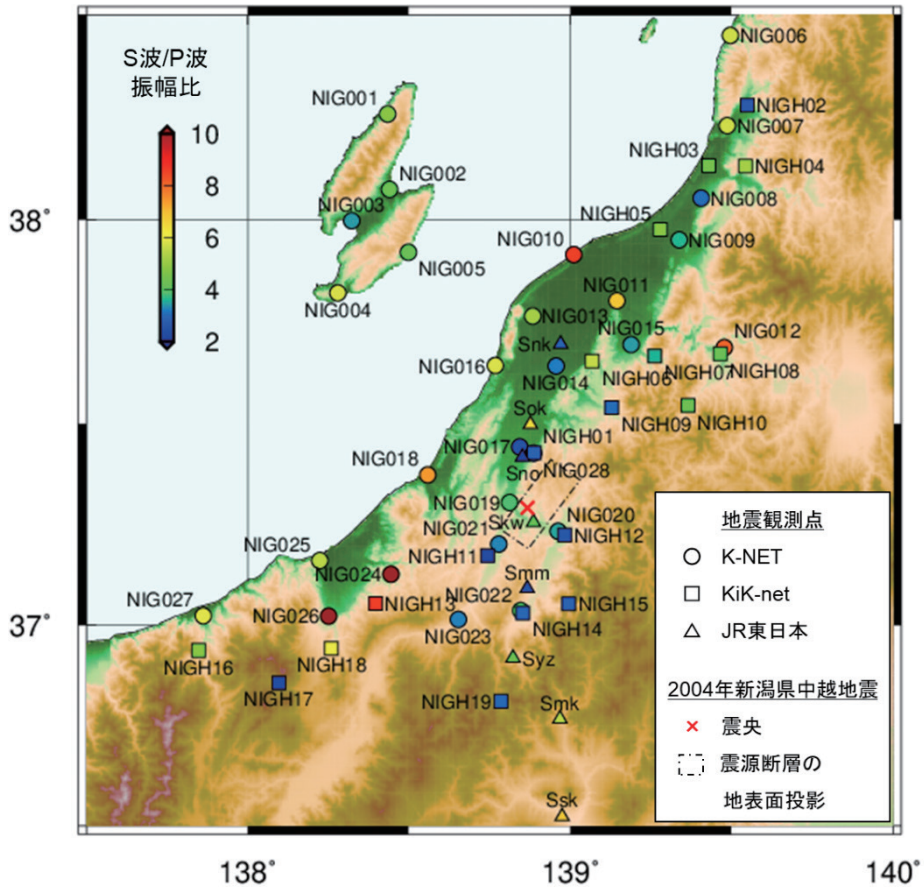 S波/P波
振幅比
10
8
6
4
2
NIG001
NIG002
NIG003
NIG004
NIG005
NIG006
NIGH02
NIG007
NIGH03
NIGH04
NIG008
NIGH05
NIG009
NIG010
NIG011
NIG013
NIG015
NIG012
Snk
NIG016
NIG014
NIGH06
NIGH07
NIGH08
NIGH09
NIGH10
Sok
NIG017
NIGH01
Sno
NIG028
NIG018
NIG019
Skw
NIG020
NIG021
NIGH12
NIGH11
NIG025
NIG024
Smm
NIG027
NIG026
NIGH13
NIG022
NIGH15
NIG023
NIGH14
NIGH16
NIGH18
Syz
NIGH17
NIGH19
Smk
Ssk
38°
37°
138°
139°
140°
地震観測点
K-NET
KiK-net
JR東日本
2004年新潟県中越地震
震央
震源断層の
地表面投影